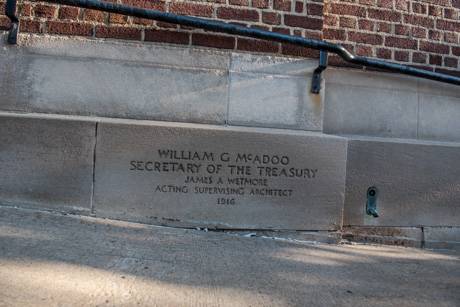 WILLIAM G McADOO
SECRETARY OF THE TREASURY
JAMES A WETMORE
ACTING SUPERVISING ARCHITECT
1916